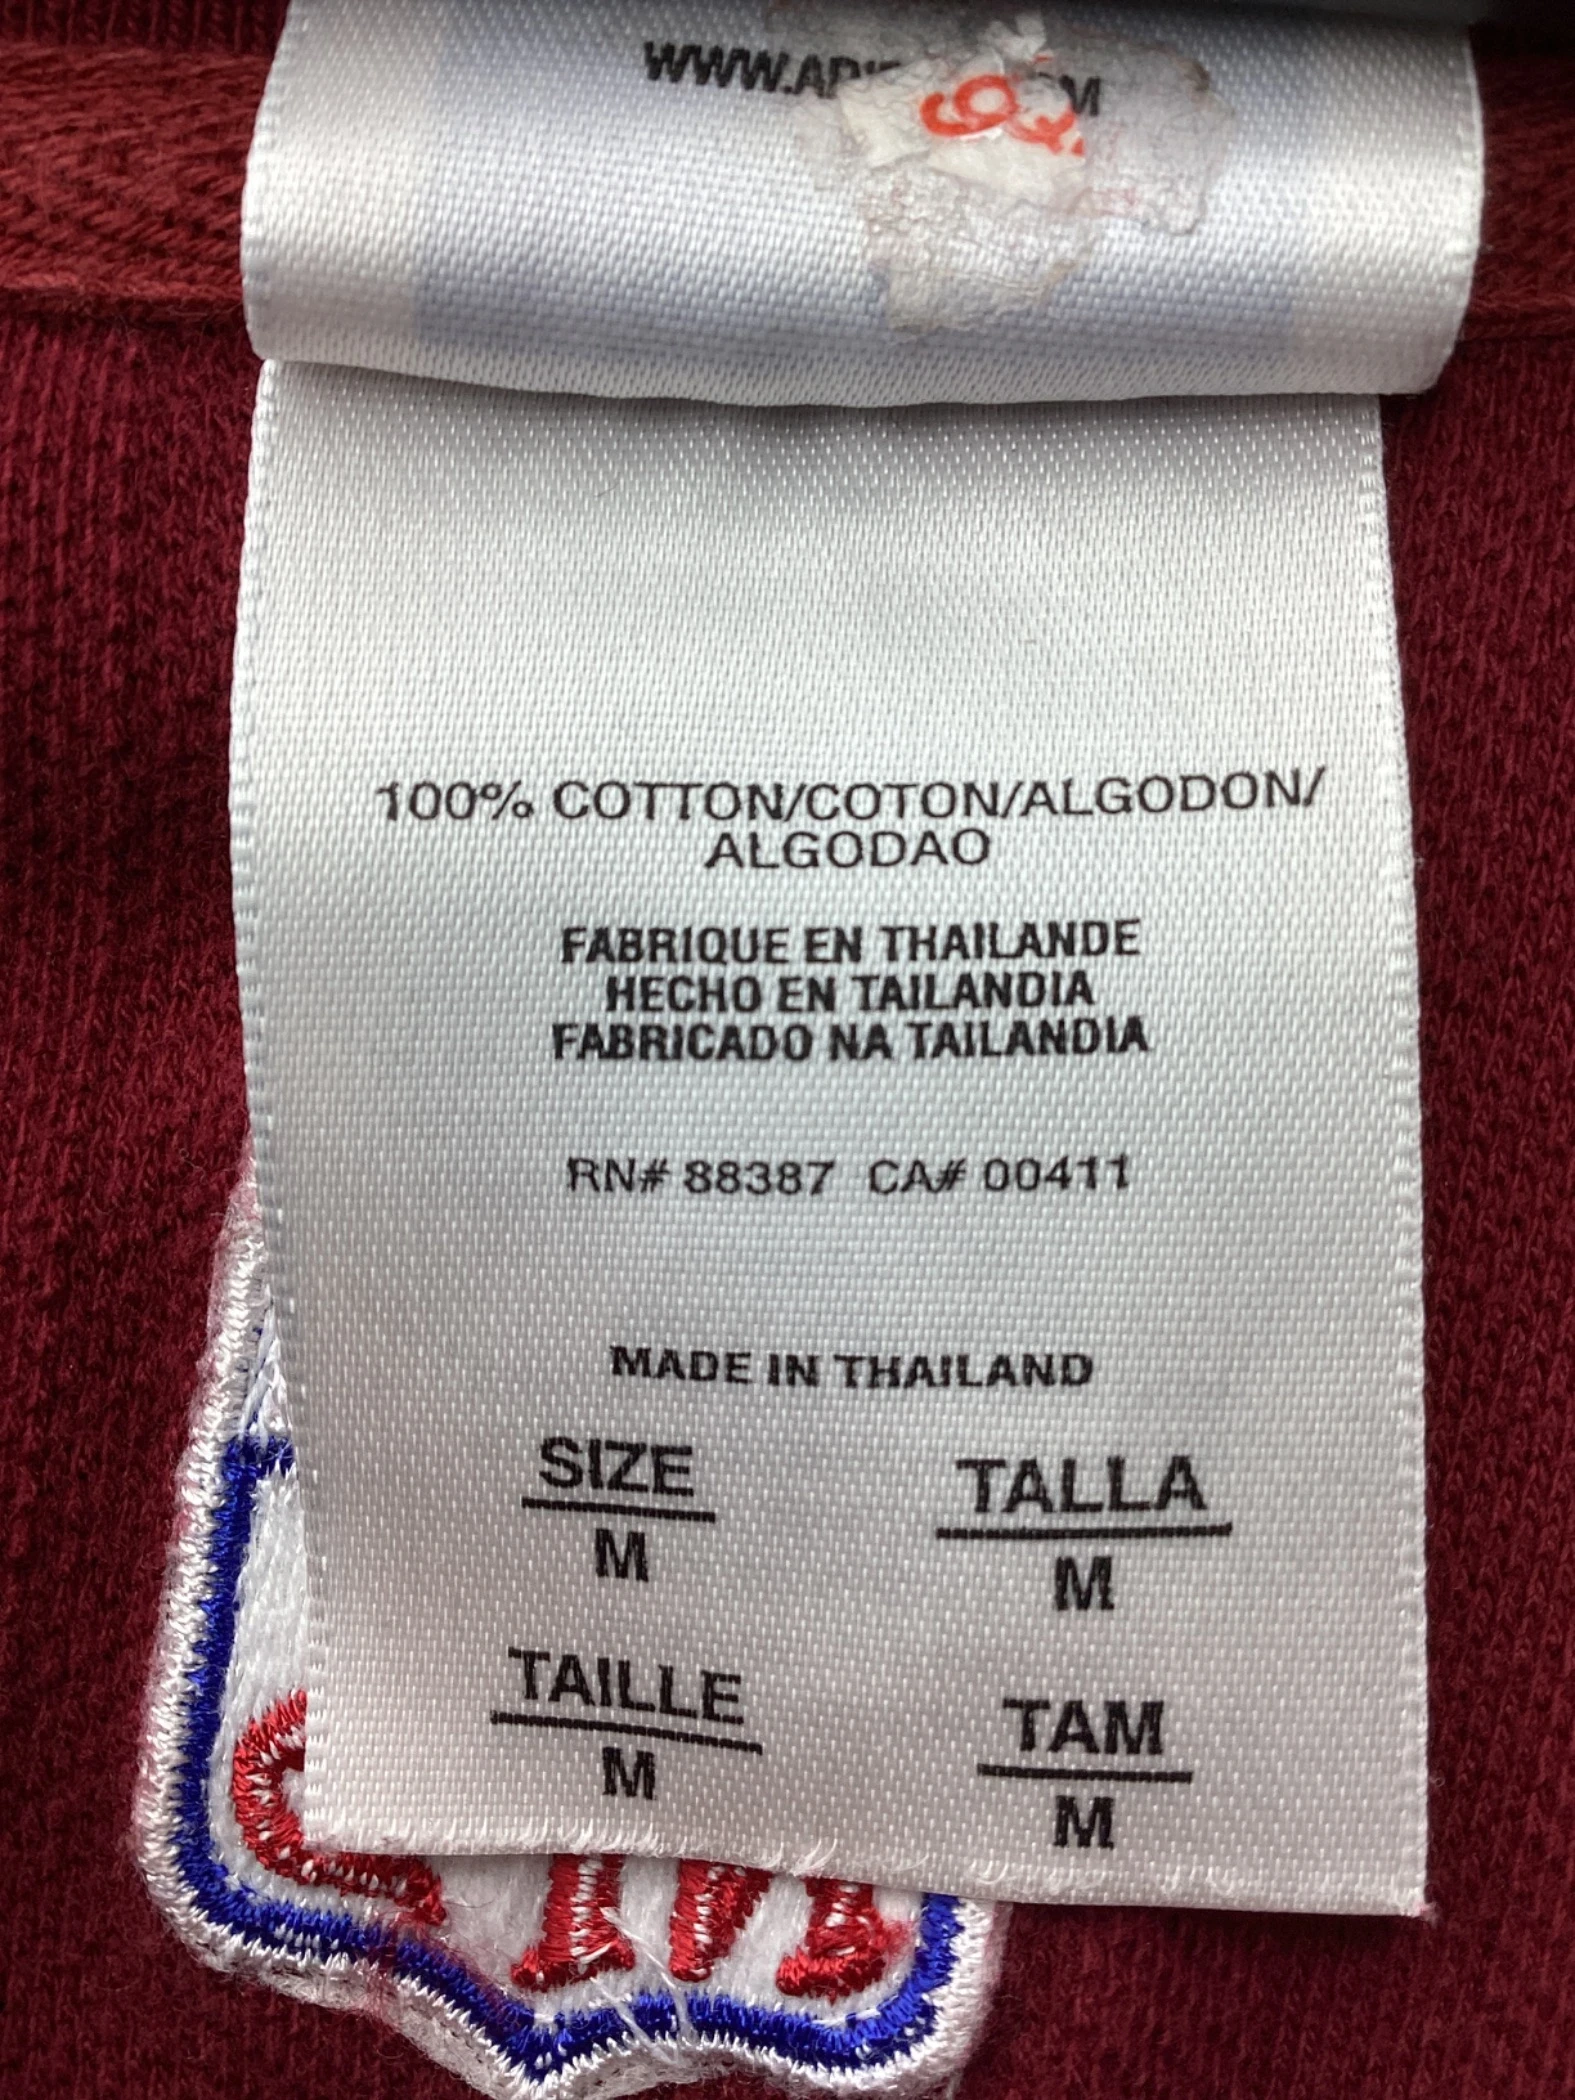 100% COTTON/COTON/ALGODON/
ALGODAO
FABRIQUE EN THAILANDE
HECHO EN TAILANDIA
FABRICADO NA TAILANDIA
RN# 88387 CA# 00411
MADE IN THAILAND
SIZE TALLA
M M
TAILLE TAM
M M